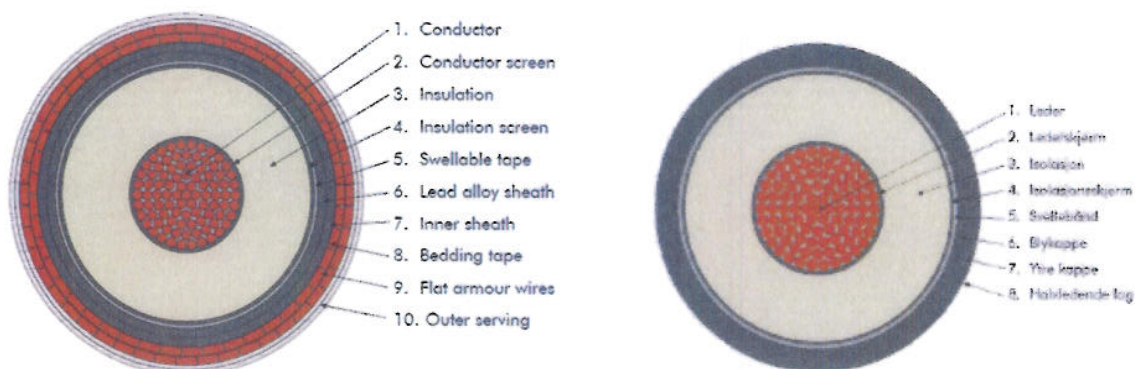 1. Conductor
2. Conductor screen
3. Insulation
4. Insulation screen
5. Swellable tape
6. Lead alloy sheath
7. Inner sheath
8. Bedding tape
9. Flat armour wires
10. Outer serving
1. Leder
2. Lederskjerm
3. Isolasjon
4. Isolasjonsskjerm
5. Svellebånd
6. Blykappe
7. Ytre kappe
8. Halvledende lag